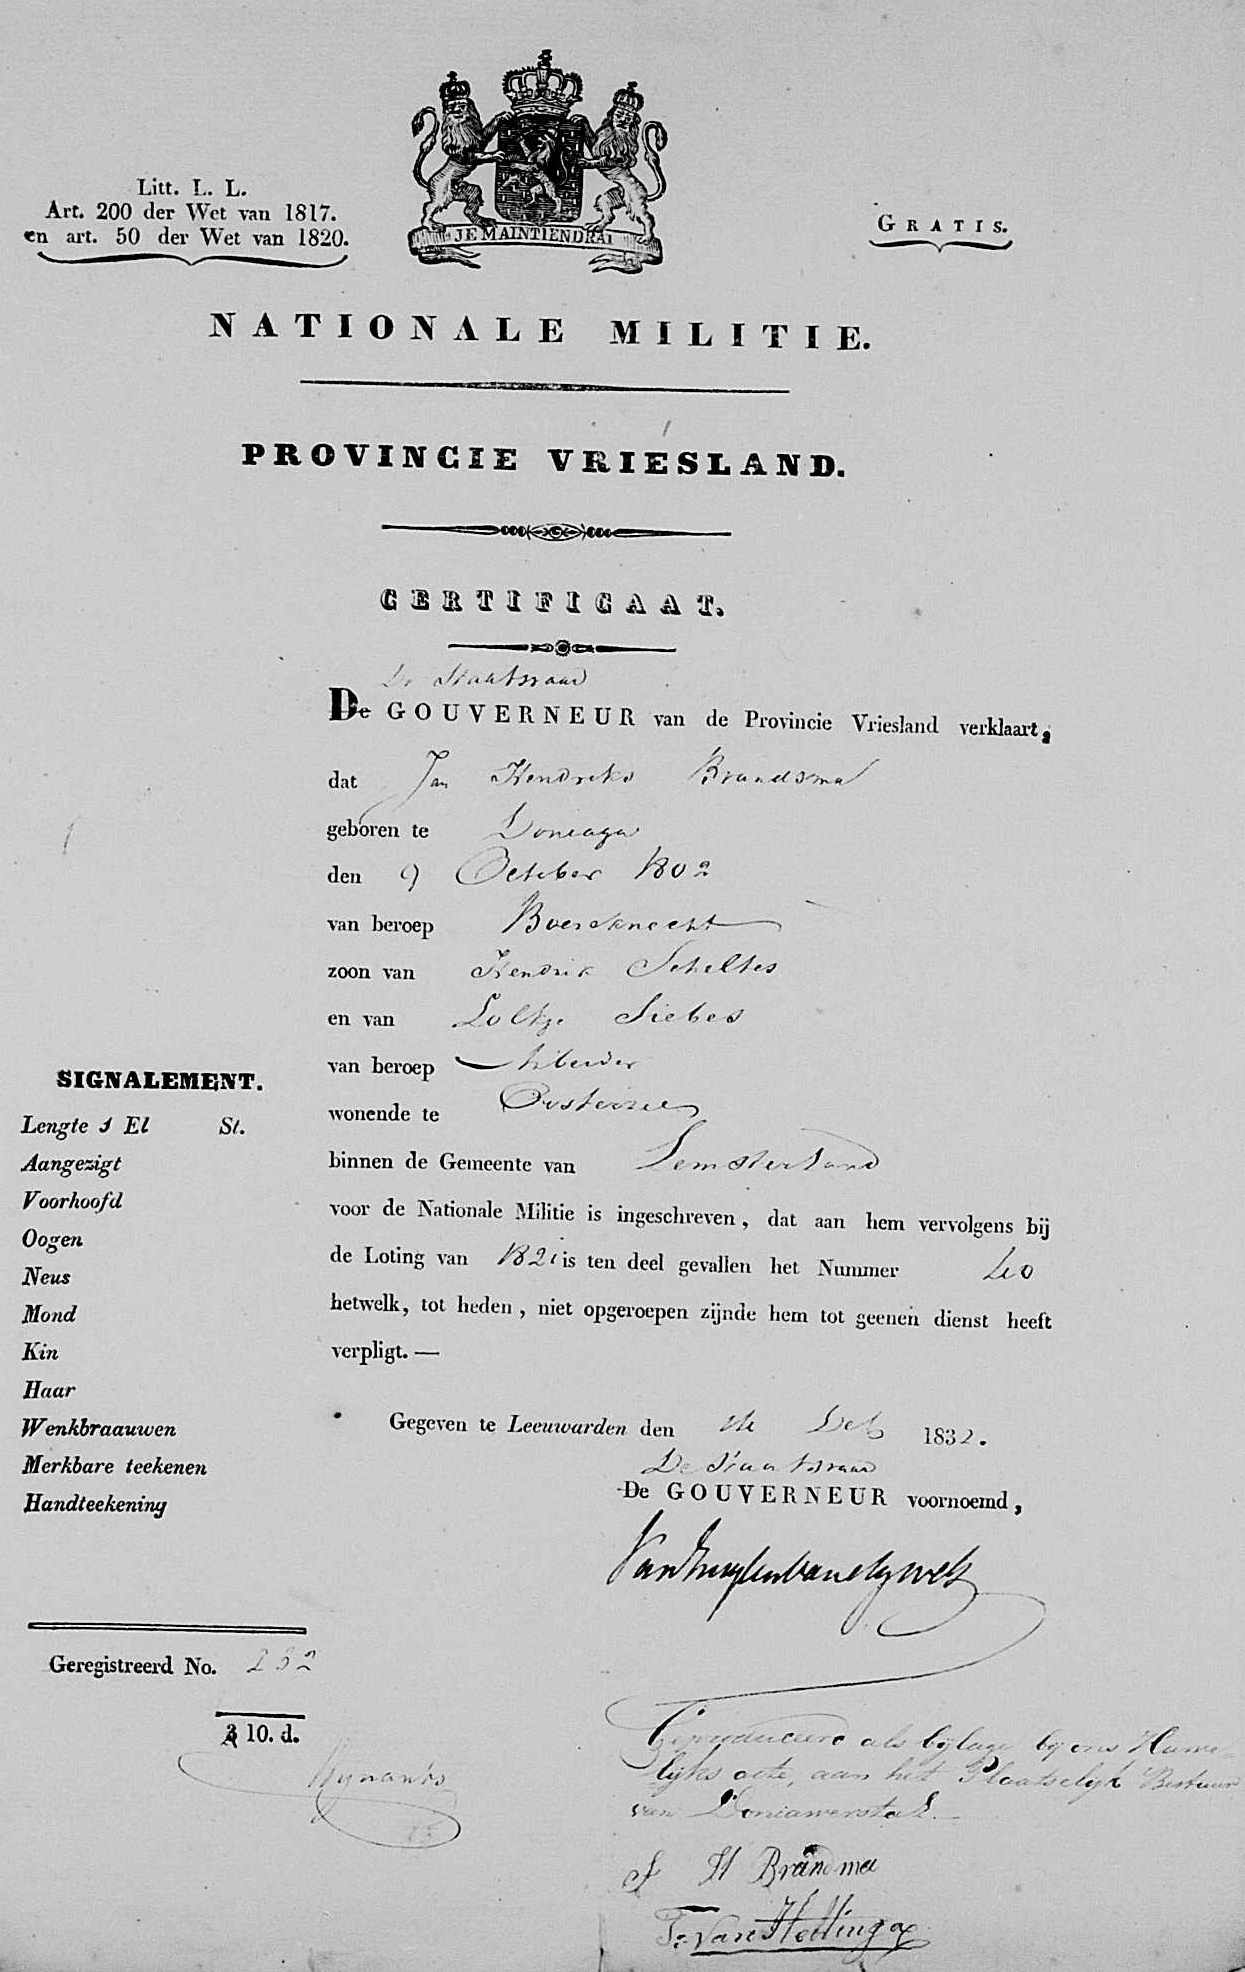 Litt. L. L.
Art. 200 der Wet van 1817.
en art. 50 der Wet van 1820.
JE MAINTIENDRAI
GRATIS.
NATIONALE MILITIE.
PROVINCIE VRIESLAND.
CERTIFICAAT.
De Staatsraad
De GOUVERNEUR van de Provincie Vriesland verklaart,
dat Jan Hendriks Brandsma
geboren te Doniaga
den 9 October 1802
van beroep Boereknecht
zoon van Hendrik Scheltes
en van Loltje Siebes
van beroep Arbeider
wonende te Oosterzee
binnen de Gemeente van Lemsterland
voor de Nationale Militie is ingeschreven, dat aan hem vervolgens bij
de Loting van 1821 is ten deel gevallen het Nummer
hetwelk, tot heden, niet opgeroepen zijnde hem tot geenen dienst heeft
verpligt. —
Gegeven te Leeuwarden den 1832.
De Staatsraad
De GOUVERNEUR voornoemd,
SIGNALEMENT.
Lengte 1 El St.
Aangezigt
Voorhoofd
Oogen
Neus
Mond
Kin
Haar
Wenkbraauwen
Merkbare teekenen
Handteekening
Geregistreerd No. 232
10. d.
Geproduceerd als bijlage bij ons Huwe-
lijks acte, aan het Plaatselijk Bestuur
van Doniawerstal.
J H Brandsma
van Hettinga